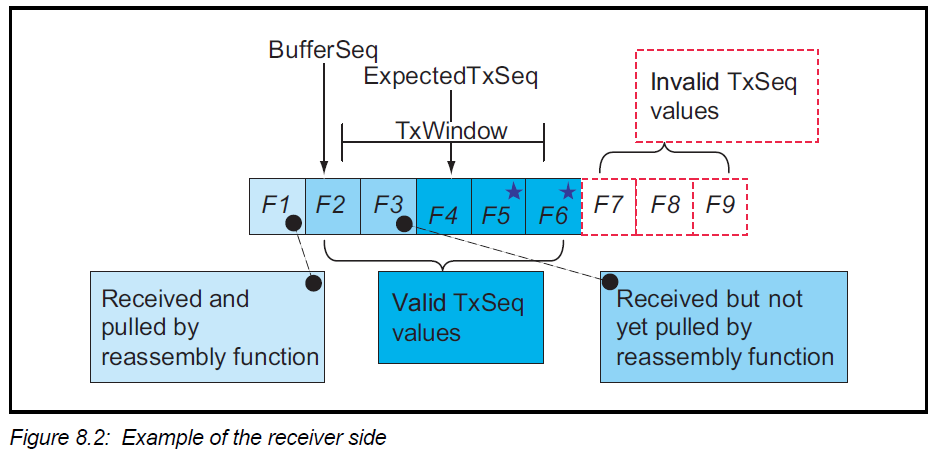 BufferSeq
ExpectedTxSeq
TxWindow
Invalid TxSeq
values
F1 F2 F3 F4 F5 F6 F7 F8 F9
Received and
pulled by
reassembly function
Valid TxSeq
values
Received but not
yet pulled by
reassembly function
Figure 8.2: Example of the receiver side